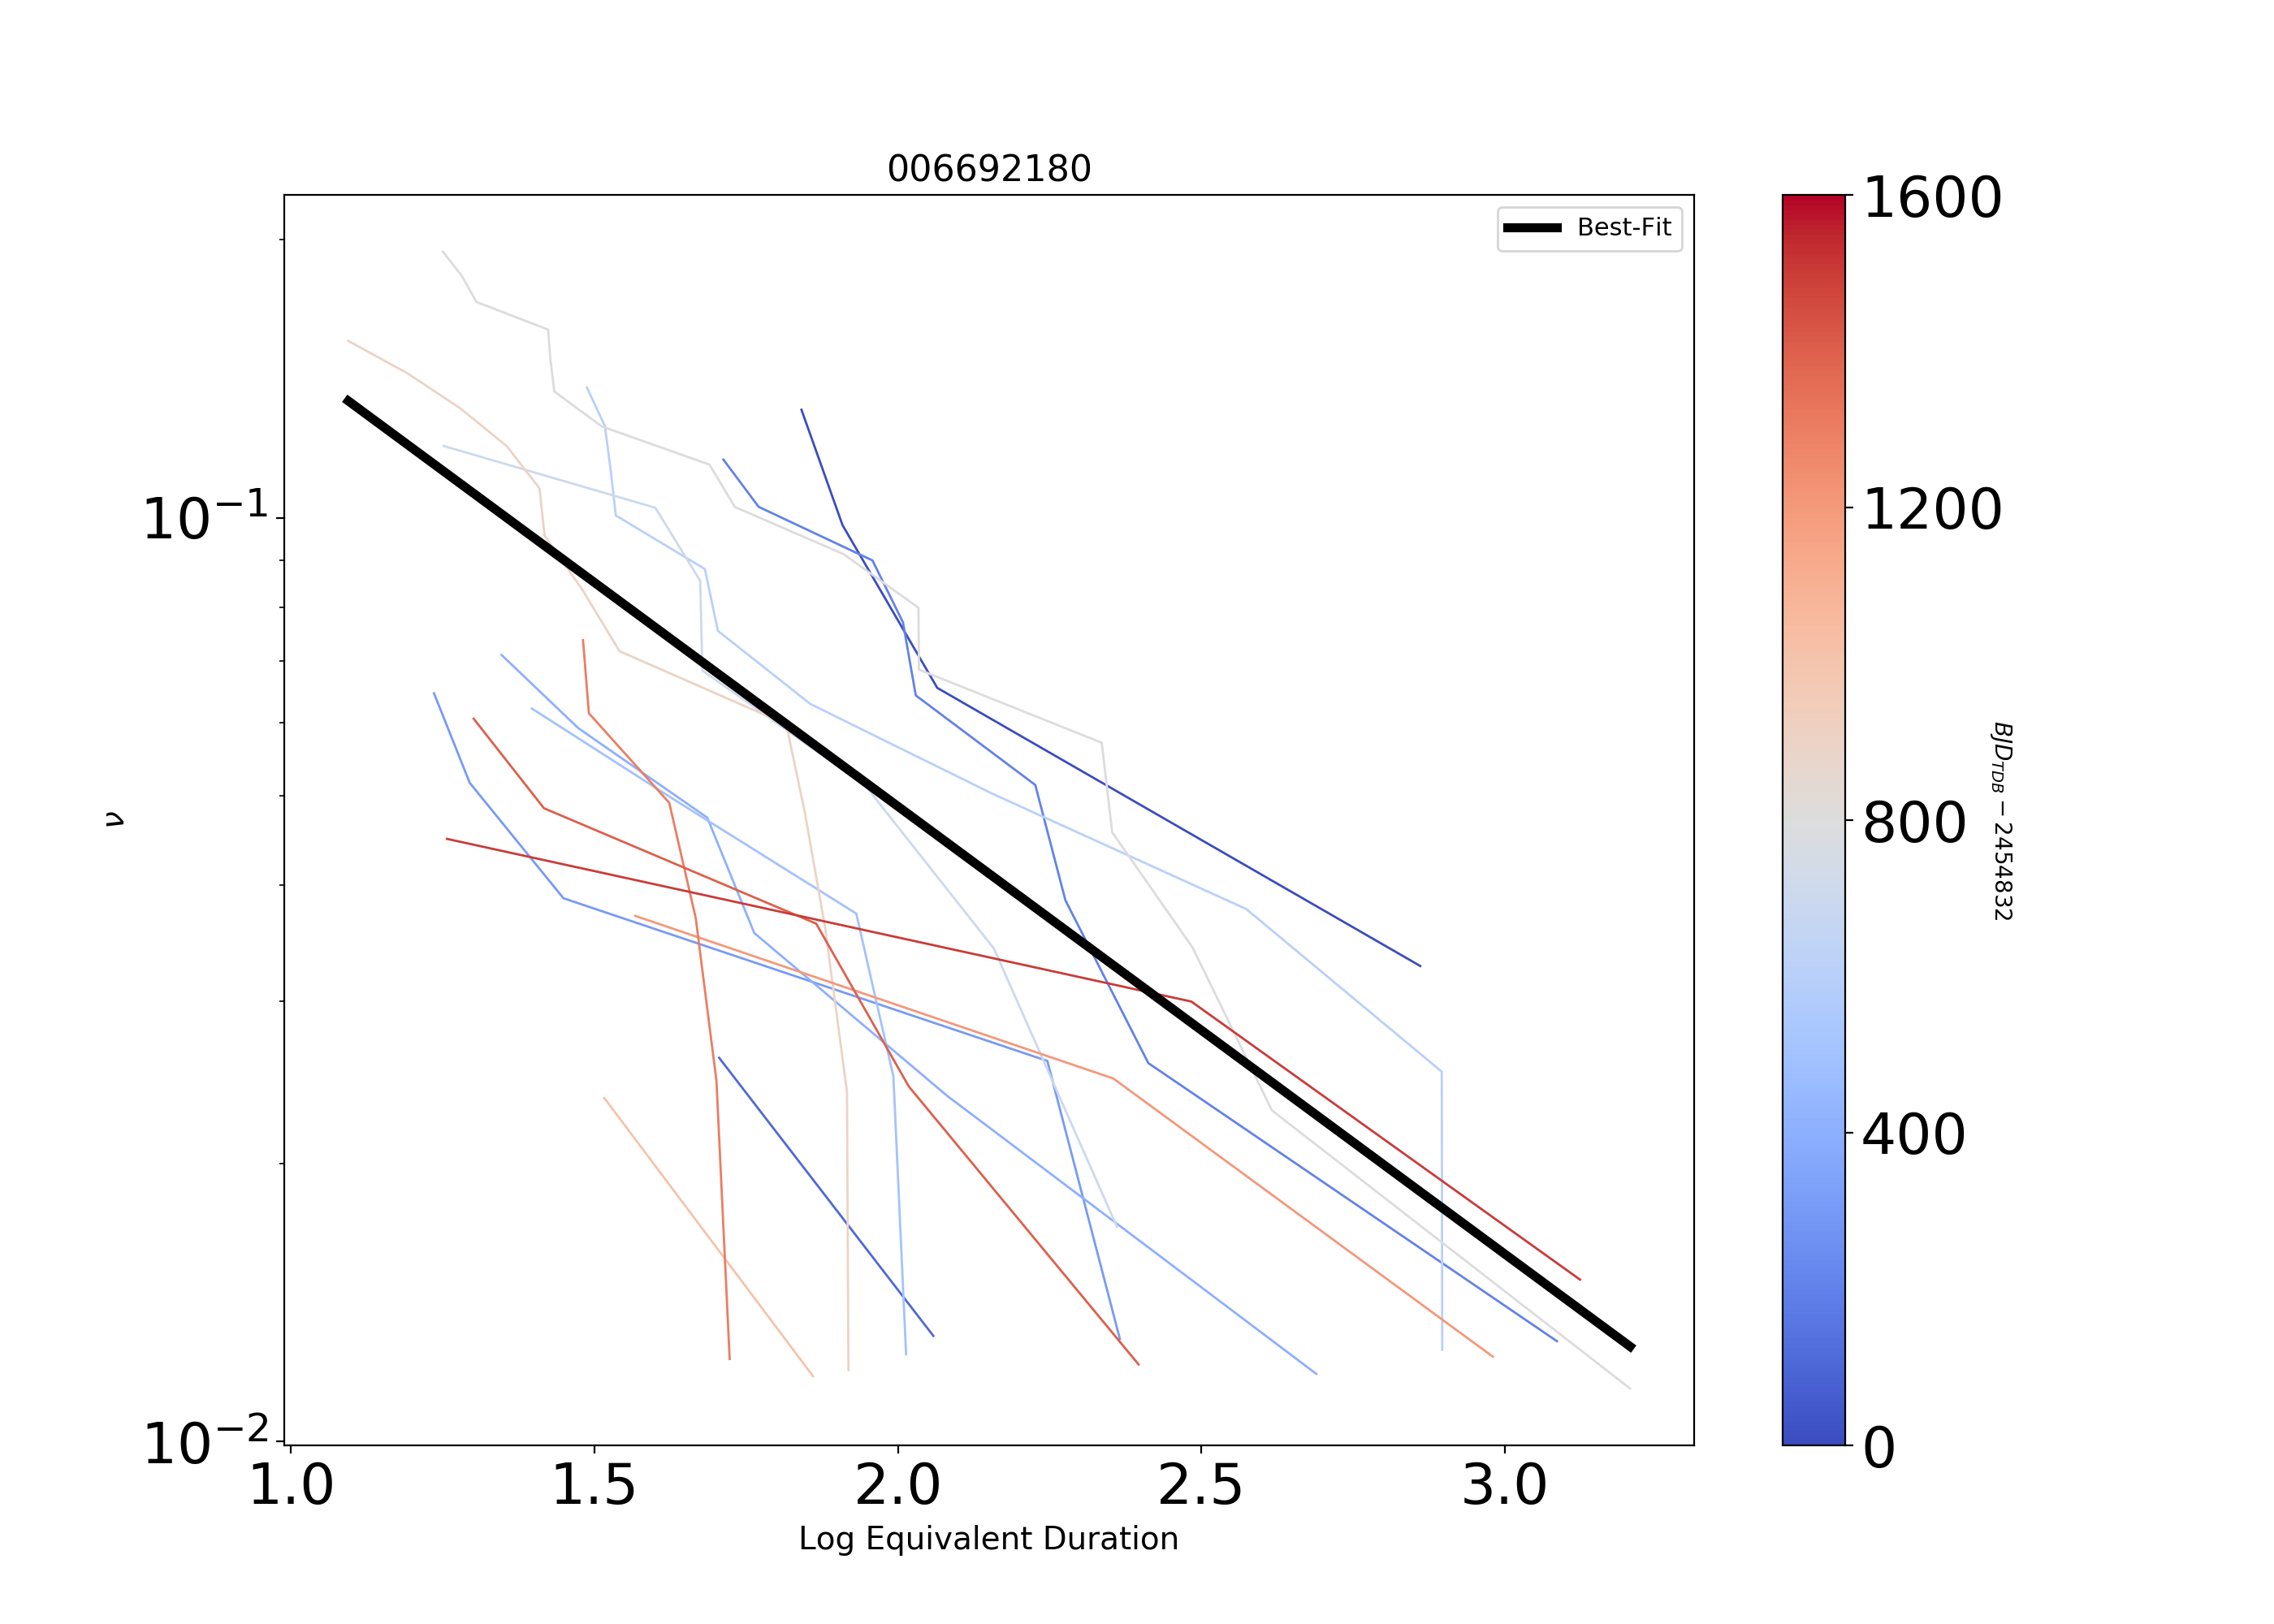 006692180
Best-Fit
10⁻¹
10⁻²
ν
1.0 1.5 2.0 2.5 3.0
Log Equivalent Duration
1600
1200
800
400
0
BJD_TDB − 2454832